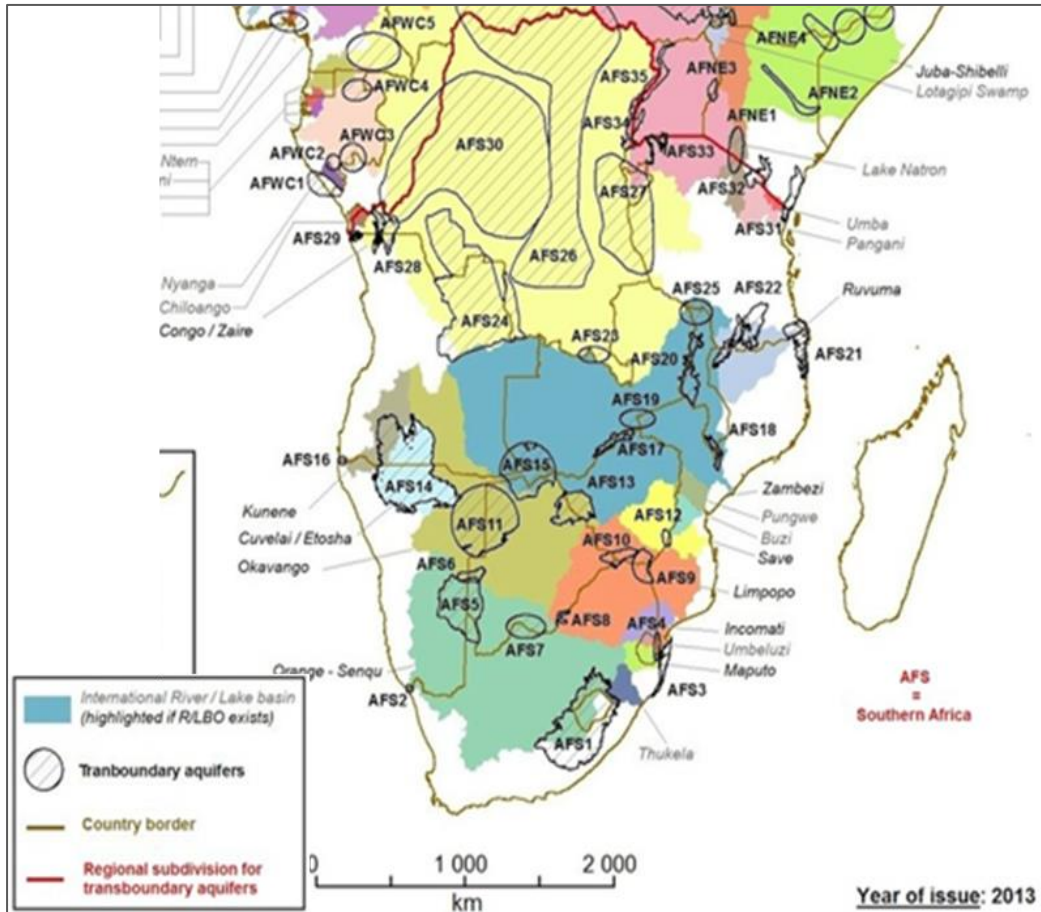 AFWC5
AFNE4
AFS35
AFNE3
Juba-Shibelli
Lotagipi Swamp
AFWC4
AFNE2
AFS34
AFNE1
AFWC3
AFS30
AFS33
Ntem
AFWC2
Lake Natron
ni
AFWC1
AFS27
AFS32
AFS31
Umba
AFS29
Pangani
AFS28
AFS26
Nyanga
AFS25
AFS22
Ruvuma
Chiloango
Congo / Zaire
AFS24
AFS23
AFS20
AFS21
AFS19
AFS18
AFS17
AFS16
AFS15
AFS14
AFS13
Zambezi
Kunene
AFS12
Pungwe
AFS11
Cuvelai / Etosha
Buzi
AFS10
Save
Okavango
AFS6
AFS9
Limpopo
AFS5
AFS8
AFS4
Incomati
AFS7
Umbeluzi
Orange - Senqu
Maputo
AFS2
AFS3
AFS
=
Southern Africa
AFS1
Thukela
International River / Lake basin
(highlighted if R/LBO exists)
Tranboundary aquifers
Country border
Regional subdivision for
transboundary aquifers
0 1 000 2 000
km
Year of issue: 2013